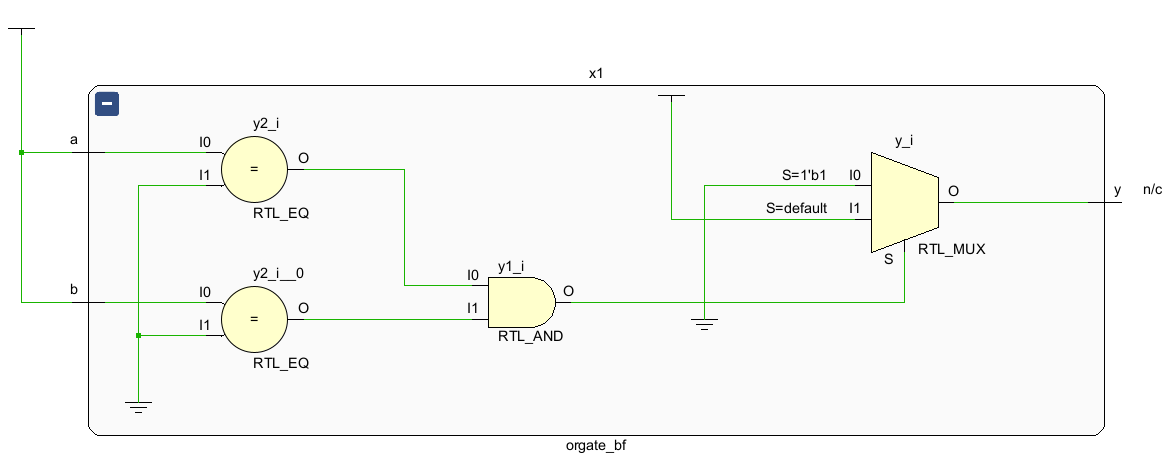 x1
a
I0
y2_i
=
O
I1
RTL_EQ
b
I0
y2_i__0
=
O
I1
RTL_EQ
I0
y1_i
O
I1
RTL_AND
y_i
S=1'b1
I0
S=default
I1
O
S
RTL_MUX
y
n/c
orgate_bf